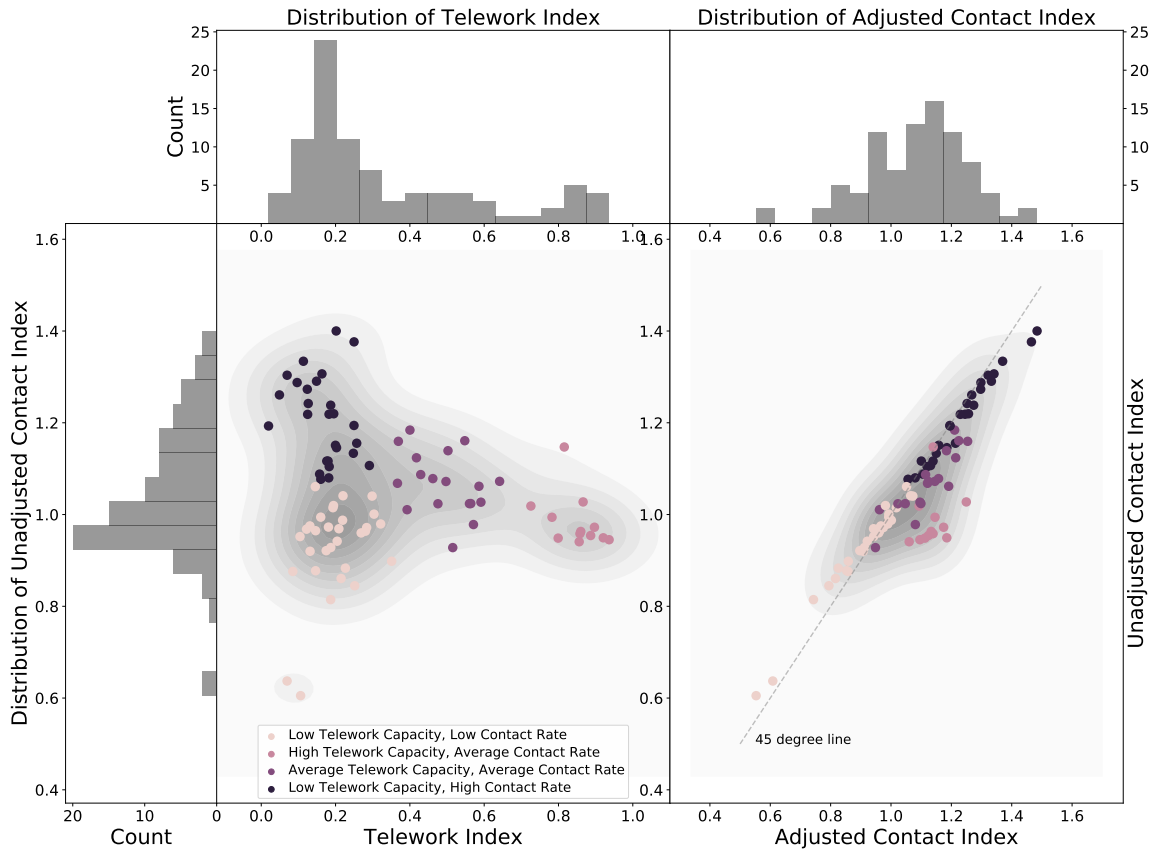 Distribution of Telework Index
Distribution of Adjusted Contact Index
25
20
15
10
5
Count
25
20
15
10
5
0.0 0.2 0.4 0.6 0.8 1.0
0.4 0.6 0.8 1.0 1.2 1.4 1.6
Distribution of Unadjusted Contact Index
1.6
1.4
1.2
1.0
0.8
0.6
0.4
1.6
1.4
1.2
1.0
0.8
0.6
0.4
Unadjusted Contact Index
45 degree line
Low Telework Capacity, Low Contact Rate
High Telework Capacity, Average Contact Rate
Average Telework Capacity, Average Contact Rate
Low Telework Capacity, High Contact Rate
20 10 0
0.0 0.2 0.4 0.6 0.8 1.0
0.4 0.6 0.8 1.0 1.2 1.4 1.6
Count
Telework Index
Adjusted Contact Index